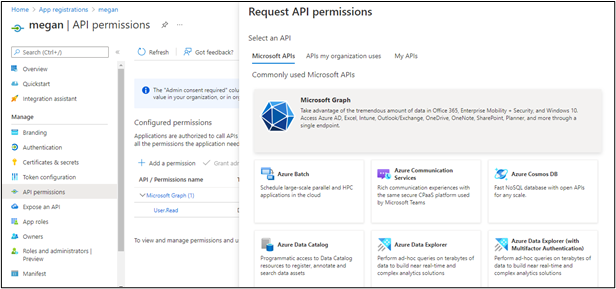 Home > App registrations > megan >
megan | API permissions
Search (Ctrl+/)
Overview
Quickstart
Integration assistant
Manage
Branding
Authentication
Certificates & secrets
Token configuration
API permissions
Expose an API
App roles
Owners
Roles and administrators |
Preview
Manifest
Refresh
Got feedback?
The "Admin consent required" colum
value in your organization, or in or
Configured permissions
Applications are authorized to call APIs
all the permissions the application need
+ Add a permission
Grant ad
API / Permissions name
Microsoft Graph (1)
User.Read
To view and manage permissions and u
Request API permissions
Select an API
Microsoft APIs
APIs my organization uses
My APIs
Commonly used Microsoft APIs
Microsoft Graph
Take advantage of the tremendous amount of data in Office 365, Enterprise Mobility + Security, and Windows 10.
Access Azure AD, Excel, Intune, Outlook/Exchange, OneDrive, OneNote, SharePoint, Planner, and more through a
single endpoint.
Azure Batch
Schedule large-scale parallel and HPC
applications in the cloud
Azure Communication
Services
Rich communication experiences with the
same secure CPaaS platform used
by Microsoft Teams
Azure Cosmos DB
Fast NoSQL database with open APIs
for any scale.
Azure Data Catalog
Programmatic access to Data Catalog
resources to register, annotate and
search data assets
Azure Data Explorer
Perform ad-hoc queries on terabytes of
data to build near real-time and
complex analytics solutions
Azure Data Explorer (with
Multifactor Authentication)
Perform ad-hoc queries on terabytes of
data to build near real-time and
complex analytics solutions